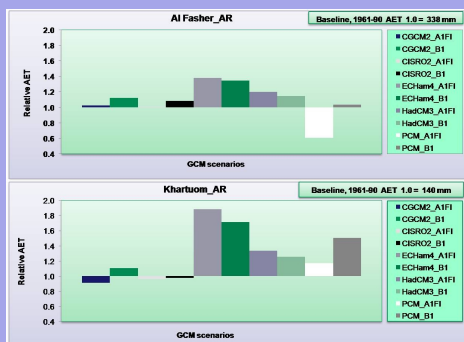 Al Fasher_AR
Baseline, 1961-90 AET 1.0 = 338 mm
Relative AET
2.0
1.8
1.6
1.4
1.2
1.0
0.8
0.6
0.4
GCM scenarios
CGCM2_A1FI
CGCM2_B1
CISRO2_A1FI
CISRO2_B1
ECHam4_A1FI
ECHam4_B1
HadCM3_A1FI
HadCM3_B1
PCM_A1FI
PCM_B1
Khartuom_AR
Baseline, 1961-90 AET 1.0 = 140 mm
Relative AET
2.0
1.8
1.6
1.4
1.2
1.0
0.8
0.6
0.4
GCM scenarios
CGCM2_A1FI
CGCM2_B1
CISRO2_A1FI
CISRO2_B1
ECHam4_A1FI
ECHam4_B1
HadCM3_A1FI
HadCM3_B1
PCM_A1FI
PCM_B1